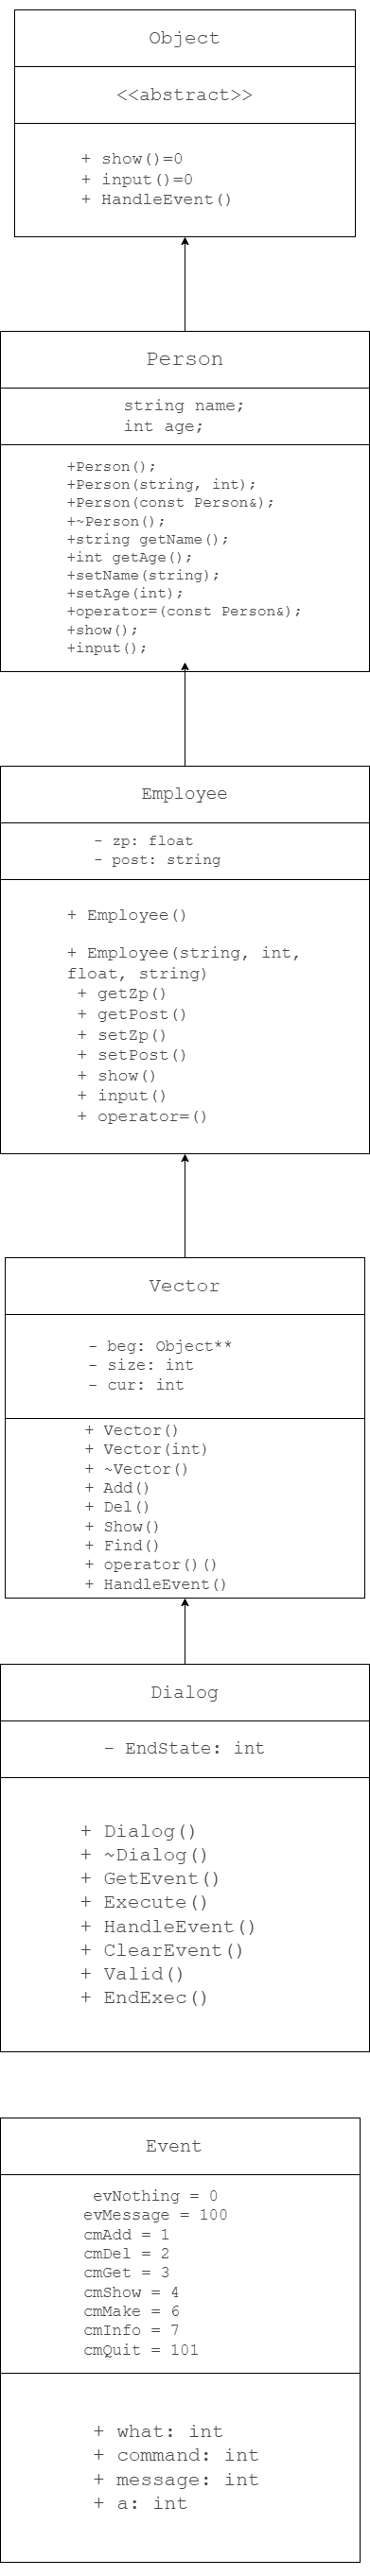 Object
<<abstract>>
+ show()=0
+ input()=0
+ HandleEvent()
Person
string name;
int age;
+Person();
+Person(string, int);
+Person(const Person&);
+~Person();
+string getName();
+int getAge();
+setName(string);
+setAge(int);
+operator=(const Person&);
+show();
+input();
Employee
- zp: float
- post: string
+ Employee()
+ Employee(string, int,
float, string)
+ getZp()
+ getPost()
+ setZp()
+ setPost()
+ show()
+ input()
+ operator=()
Vector
- beg: Object**
- size: int
- cur: int
+ Vector()
+ Vector(int)
+ ~Vector()
+ Add()
+ Del()
+ Show()
+ Find()
+ operator()()
+ HandleEvent()
Dialog
- EndState: int
+ Dialog()
+ ~Dialog()
+ GetEvent()
+ Execute()
+ HandleEvent()
+ ClearEvent()
+ Valid()
+ EndExec()
Event
evNothing = 0
evMessage = 100
cmAdd = 1
cmDel = 2
cmGet = 3
cmShow = 4
cmMake = 6
cmInfo = 7
cmQuit = 101
+ what: int
+ command: int
+ message: int
+ a: int